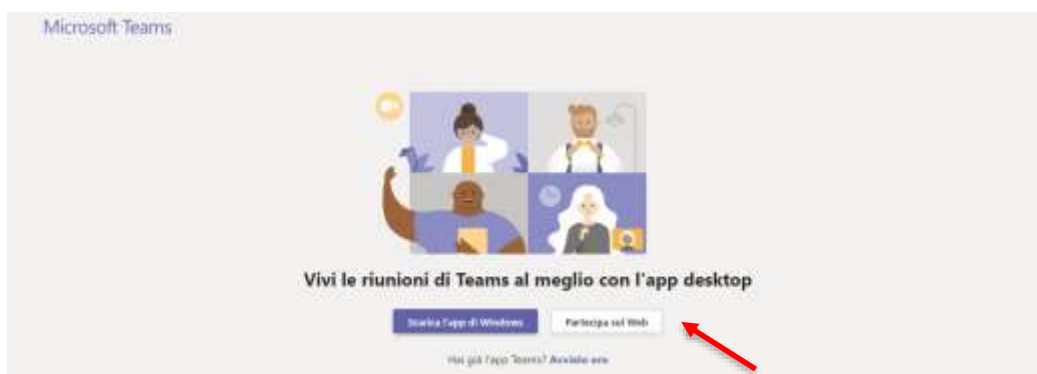 Microsoft Teams
Vivi le riunioni di Teams al meglio con l'app desktop
Scarica l'app di Windows
Partecipa sul Web
Hai già l'app Teams? Avvialo ora